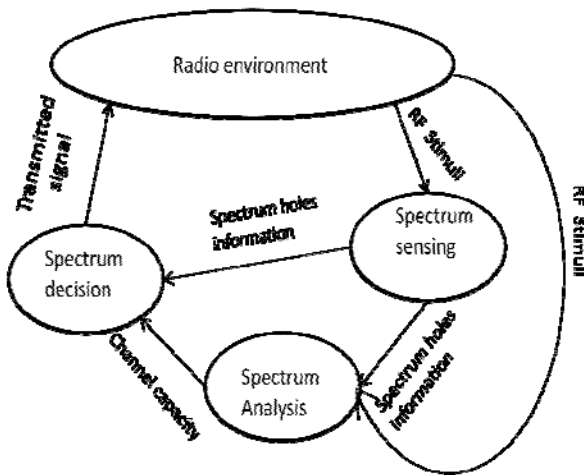 Radio environment
Transmitted
signal
RF Stimuli
RF Stimuli
Spectrum holes
information
Spectrum
sensing
Spectrum
decision
Channel capacity
Spectrum
Analysis
Spectrum holes
information